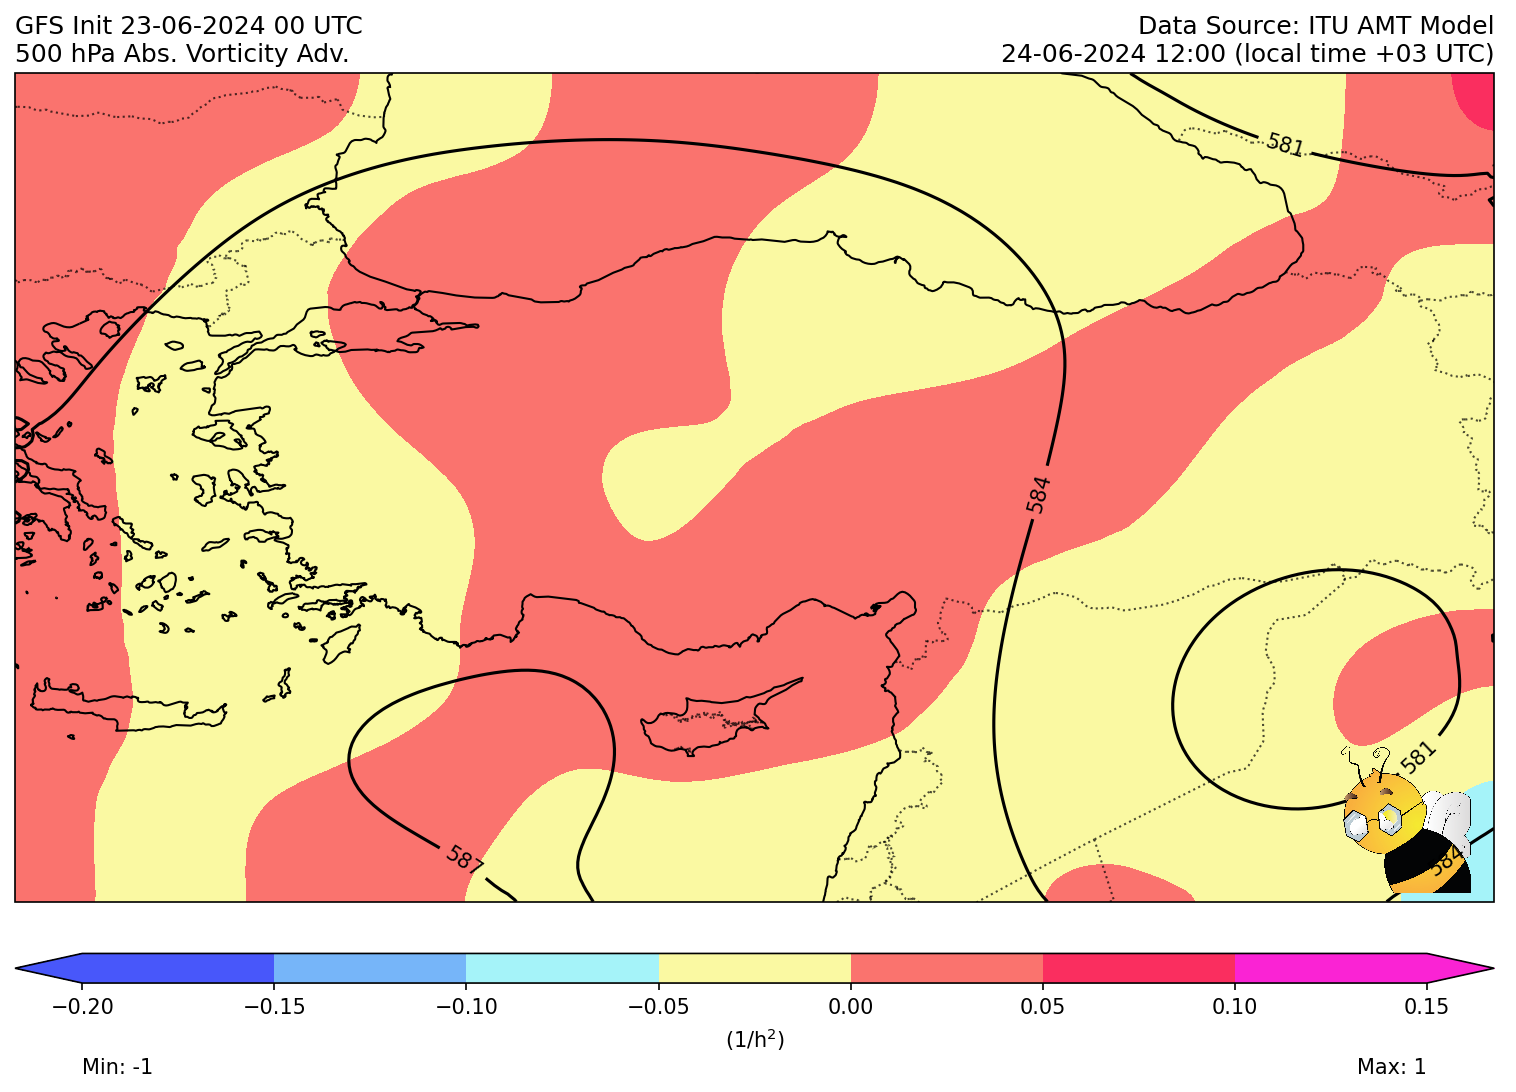 GFS Init 23-06-2024 00 UTC
Data Source: ITU AMT Model
500 hPa Abs. Vorticity Adv.
24-06-2024 12:00 (local time +03 UTC)
581
584
581
587
584
−0.20
−0.15
−0.10
−0.05
0.00
0.05
0.10
0.15
(1/h²)
Min: -1
Max: 1